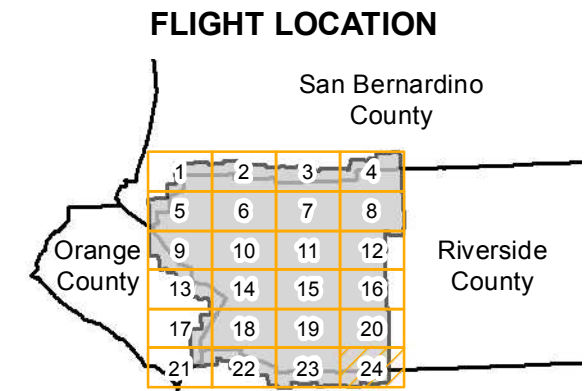 FLIGHT LOCATION
San Bernardino
County
1 2 3 4
5 6 7 8
Orange
County
9 10 11 12
Riverside
County
13 14 15 16
17 18 19 20
21 22 23 24